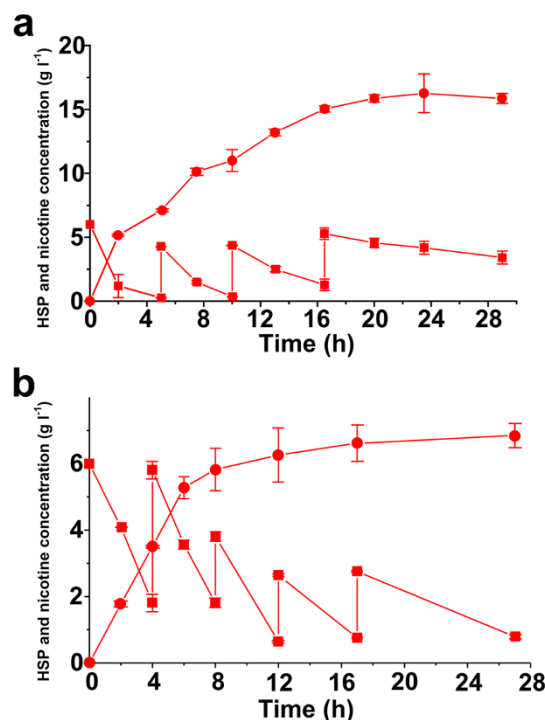 a
HSP and nicotine concentration (g l⁻¹)
20
15
10
5
0
0 4 8 12 16 20 24 28
Time (h)
b
HSP and nicotine concentration (g l⁻¹)
6
4
2
0
0 4 8 12 16 20 24 28
Time (h)